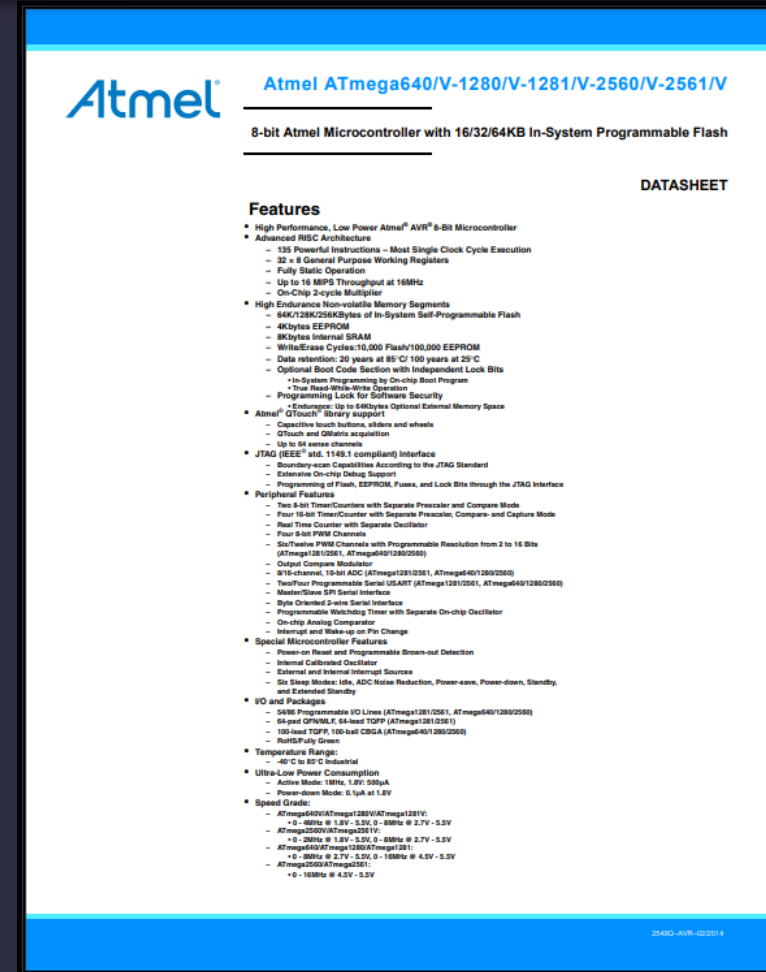 Atmel®
Atmel ATmega640/V-1280/V-1281/V-2560/V-2561/V
8-bit Atmel Microcontroller with 16/32/64KB In-System Programmable Flash
DATASHEET
Features
• High Performance, Low Power Atmel® AVR® 8-Bit Microcontroller
• Advanced RISC Architecture
– 135 Powerful Instructions – Most Single Clock Cycle Execution
– 32 × 8 General Purpose Working Registers
– Fully Static Operation
– Up to 16 MIPS Throughput at 16MHz
– On-Chip 2-cycle Multiplier
• High Endurance Non-volatile Memory Segments
– 64K/128K/256KBytes of In-System Self-Programmable Flash
– 4Kbytes EEPROM
– 8Kbytes Internal SRAM
– Write/Erase Cycles:10,000 Flash/100,000 EEPROM
– Data retention: 20 years at 85°C/ 100 years at 25°C
– Optional Boot Code Section with Independent Lock Bits
• In-System Programming by On-chip Boot Program
• True Read-While-Write Operation
– Programming Lock for Software Security
• Endurance: Up to 64Kbytes Optional External Memory Space
• Atmel® QTouch® library support
– Capacitive touch buttons, sliders and wheels
– QTouch and QMatrix acquisition
– Up to 64 sense channels
• JTAG (IEEE® std. 1149.1 compliant) Interface
– Boundary-scan Capabilities According to the JTAG Standard
– Extensive On-chip Debug Support
– Programming of Flash, EEPROM, Fuses, and Lock Bits through the JTAG Interface
• Peripheral Features
– Two 8-bit Timer/Counters with Separate Prescaler and Compare Mode
– Four 16-bit Timer/Counter with Separate Prescaler, Compare- and Capture Mode
– Real Time Counter with Separate Oscillator
– Four 8-bit PWM Channels
– Six/Twelve PWM Channels with Programmable Resolution from 2 to 16 Bits
(ATmega1281/2561, ATmega640/1280/2560)
– Output Compare Modulator
– 8/16-channel, 10-bit ADC (ATmega1281/2561, ATmega640/1280/2560)
– Two/Four Programmable Serial USART (ATmega1281/2561, ATmega640/1280/2560)
– Master/Slave SPI Serial Interface
– Byte Oriented 2-wire Serial Interface
– Programmable Watchdog Timer with Separate On-chip Oscillator
– On-chip Analog Comparator
– Interrupt and Wake-up on Pin Change
• Special Microcontroller Features
– Power-on Reset and Programmable Brown-out Detection
– Internal Calibrated Oscillator
– External and Internal Interrupt Sources
– Six Sleep Modes: Idle, ADC Noise Reduction, Power-save, Power-down, Standby,
and Extended Standby
• I/O and Packages
– 54/86 Programmable I/O Lines (ATmega1281/2561, ATmega640/1280/2560)
– 64-pad QFN/MLF, 64-lead TQFP (ATmega1281/2561)
– 100-lead TQFP, 100-ball CBGA (ATmega640/1280/2560)
– RoHS/Fully Green
• Temperature Range:
– -40°C to 85°C Industrial
• Ultra-Low Power Consumption
– Active Mode: 1MHz, 1.8V: 500µA
– Power-down Mode: 0.1µA at 1.8V
• Speed Grade:
– ATmega640V/ATmega1280V/ATmega1281V:
• 0 - 4MHz @ 1.8V - 5.5V, 0 - 8MHz @ 2.7V - 5.5V
– ATmega2560V/ATmega2561V:
• 0 - 2MHz @ 1.8V - 5.5V, 0 - 8MHz @ 2.7V - 5.5V
– ATmega640/ATmega1280/ATmega1281:
• 0 - 8MHz @ 2.7V - 5.5V, 0 - 16MHz @ 4.5V - 5.5V
– ATmega2560/ATmega2561:
• 0 - 16MHz @ 4.5V - 5.5V
2549Q–AVR–02/2014